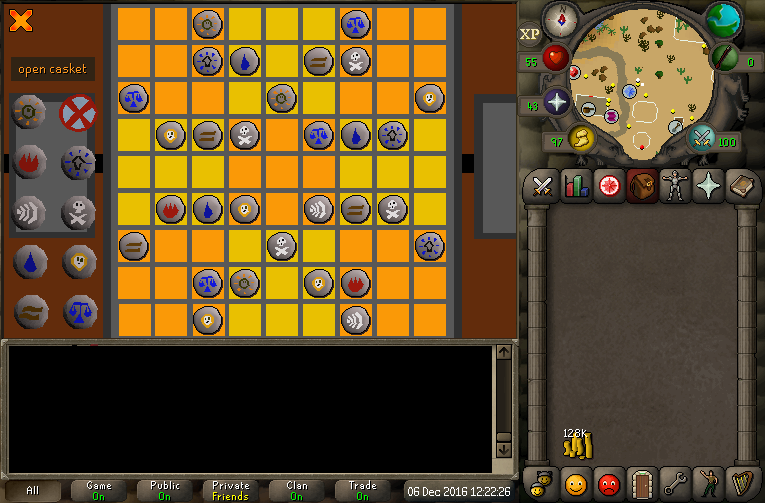 XP
open casket
55
0
43
97
100
128K
All
Game
On
Public
On
Private
Friends
Clan
On
Trade
On
06 Dec 2016 12:22:26